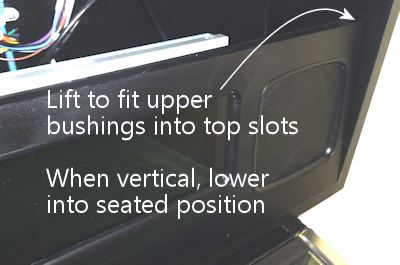 Lift to fit upper
bushings into top slots
When vertical, lower
into seated position